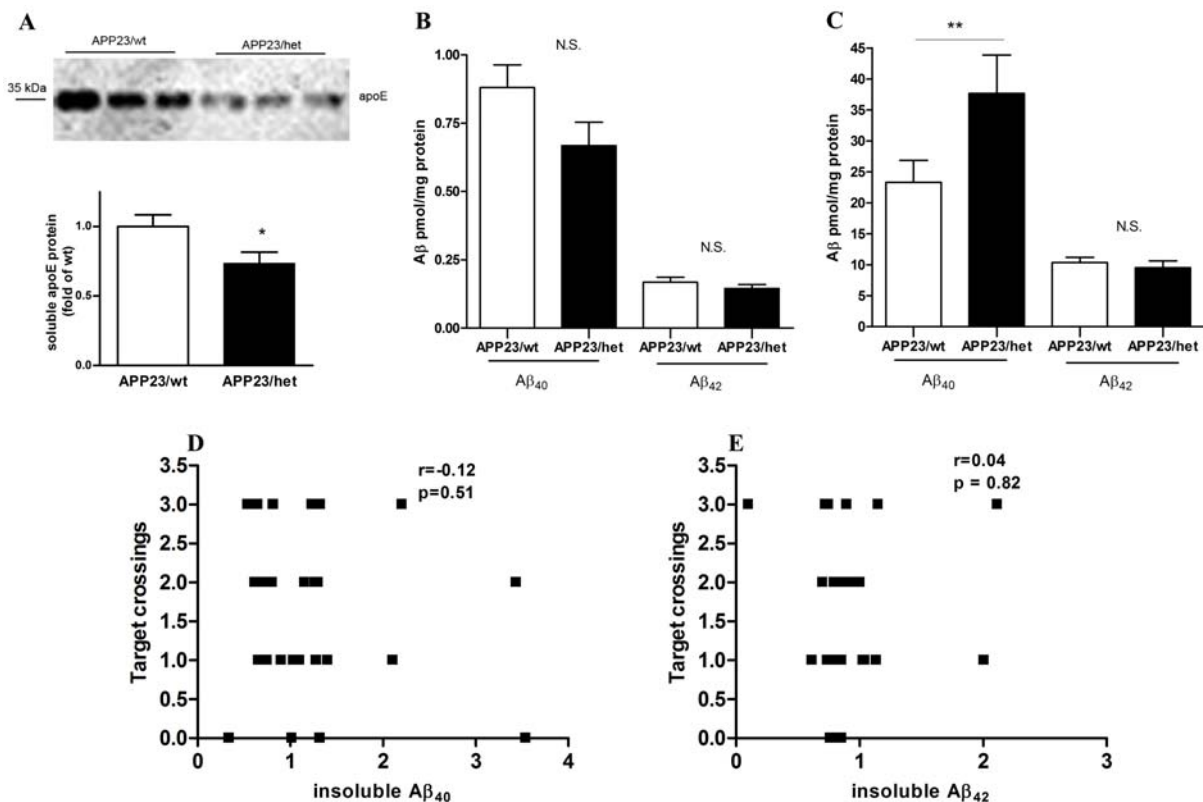 A
APP23/wt
APP23/het
35 kDa
apoE
soluble apoE protein
(fold of wt)
1.0
0.5
0.0
*
APP23/wt
APP23/het
B
N.S.
Aβ pmol/mg protein
1.00
0.75
0.50
0.25
0.00
N.S.
APP23/wt
APP23/het
APP23/wt
APP23/het
Aβ40
Aβ42
C
**
Aβ pmol/mg protein
45
40
35
30
25
20
15
10
5
0
N.S.
APP23/wt
APP23/het
APP23/wt
APP23/het
Aβ40
Aβ42
D
r=-0.12
p=0.51
Target crossings
3.5
3.0
2.5
2.0
1.5
1.0
0.5
0.0
0
1
2
3
4
insoluble Aβ40
E
r=0.04
p = 0.82
Target crossings
3.5
3.0
2.5
2.0
1.5
1.0
0.5
0.0
0
1
2
3
insoluble Aβ42